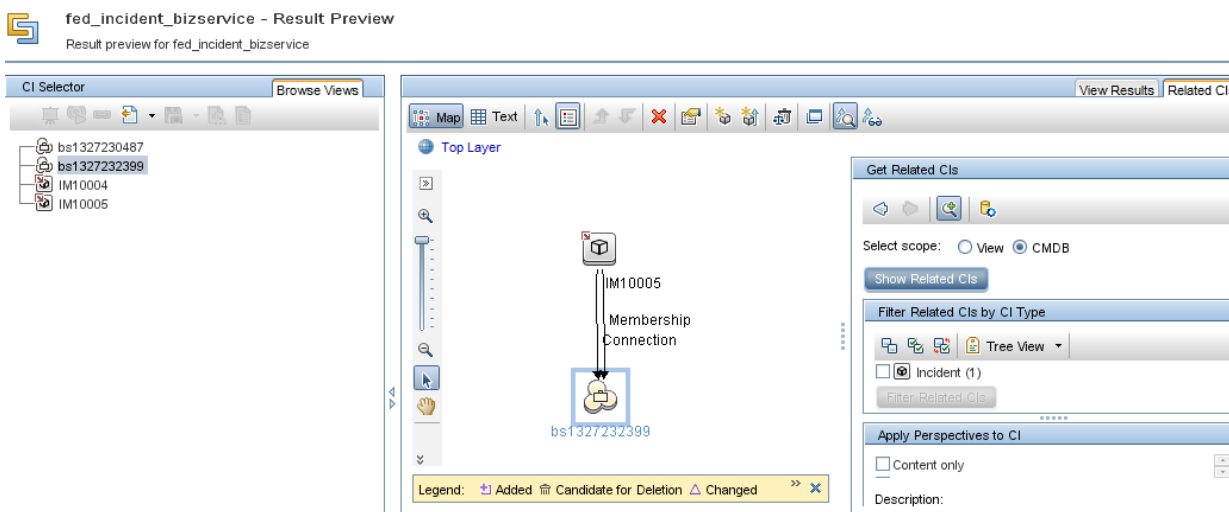 fed_incident_bizservice - Result Preview
Result preview for fed_incident_bizservice
CI Selector
Browse Views
bs1327230487
bs1327232399
IM10004
IM10005
View Results
Related CI
Map
Text
Top Layer
IM10005
Membership
Connection
bs1327232399
Legend: Added Candidate for Deletion Changed
Get Related CIs
Select scope: View CMDB
Show Related CIs
Filter Related CIs by CI Type
Tree View
Incident (1)
Filter Related CIs
Apply Perspectives to CI
Content only
Description: